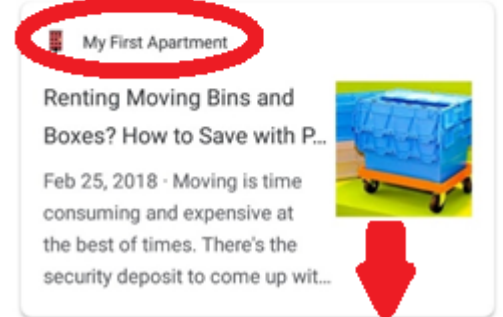 My First Apartment
Renting Moving Bins and
Boxes? How to Save with P...
Feb 25, 2018 · Moving is time
consuming and expensive at
the best of times. There's the
security deposit to come up wit...